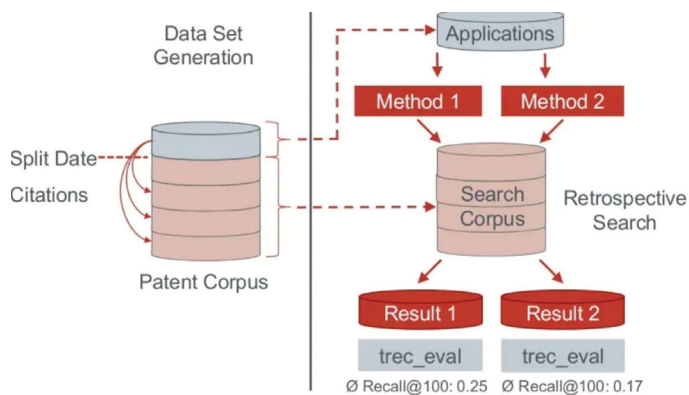 Data Set
Generation
Split Date
Citations
Patent Corpus
Applications
Method 1
Method 2
Search
Corpus
Retrospective
Search
Result 1
Result 2
trec_eval
trec_eval
Ø Recall@100: 0.25
Ø Recall@100: 0.17